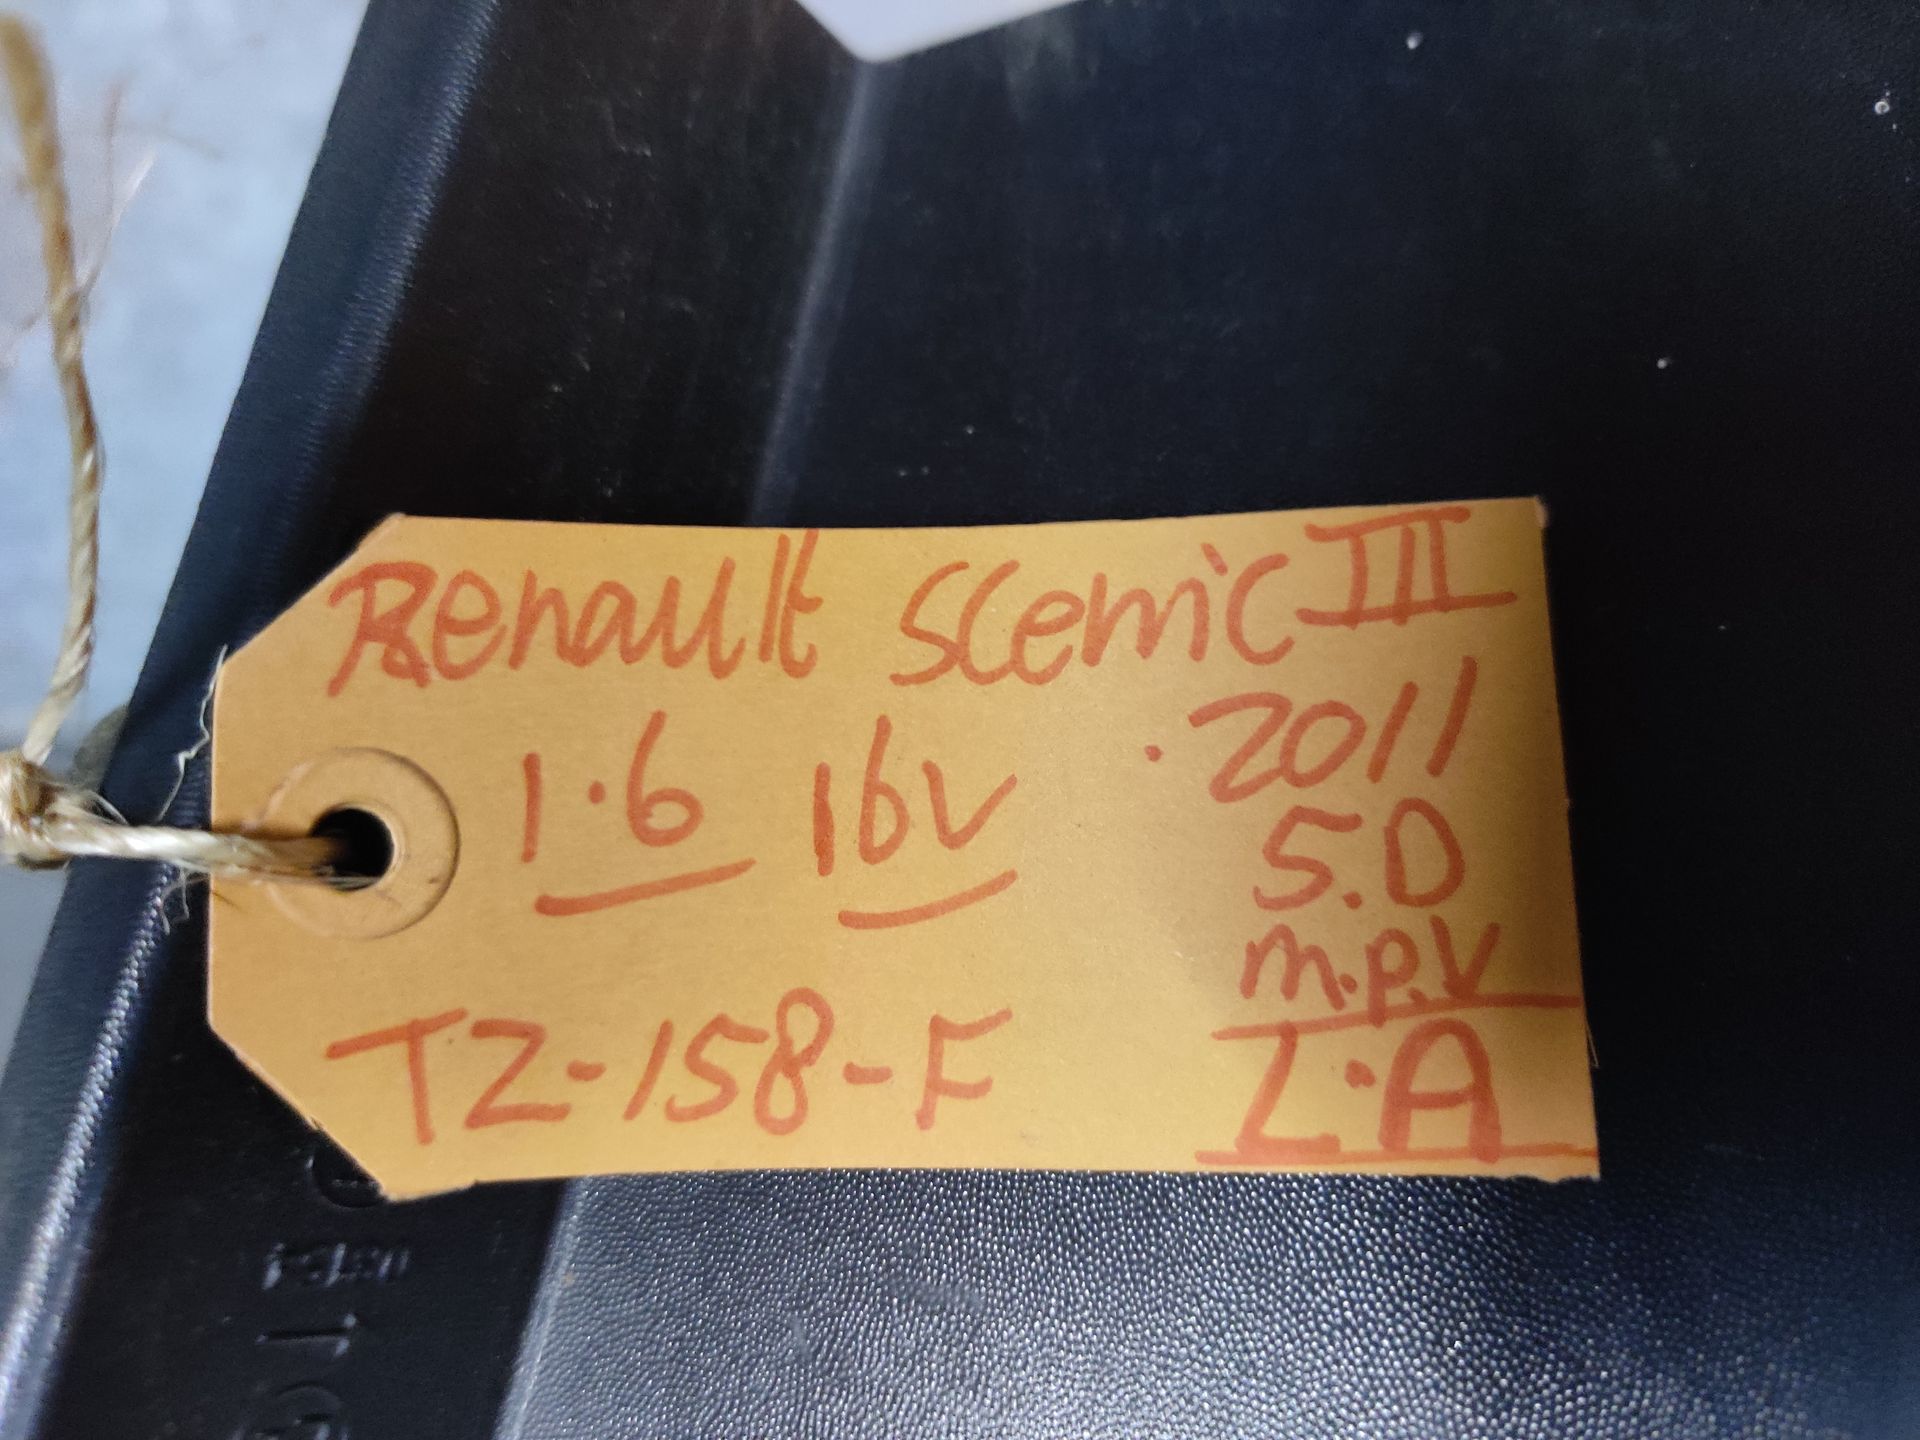 Renault Scenic III
1.6 16V .2011
5.D
m.p.V
TZ-158-F
I.A